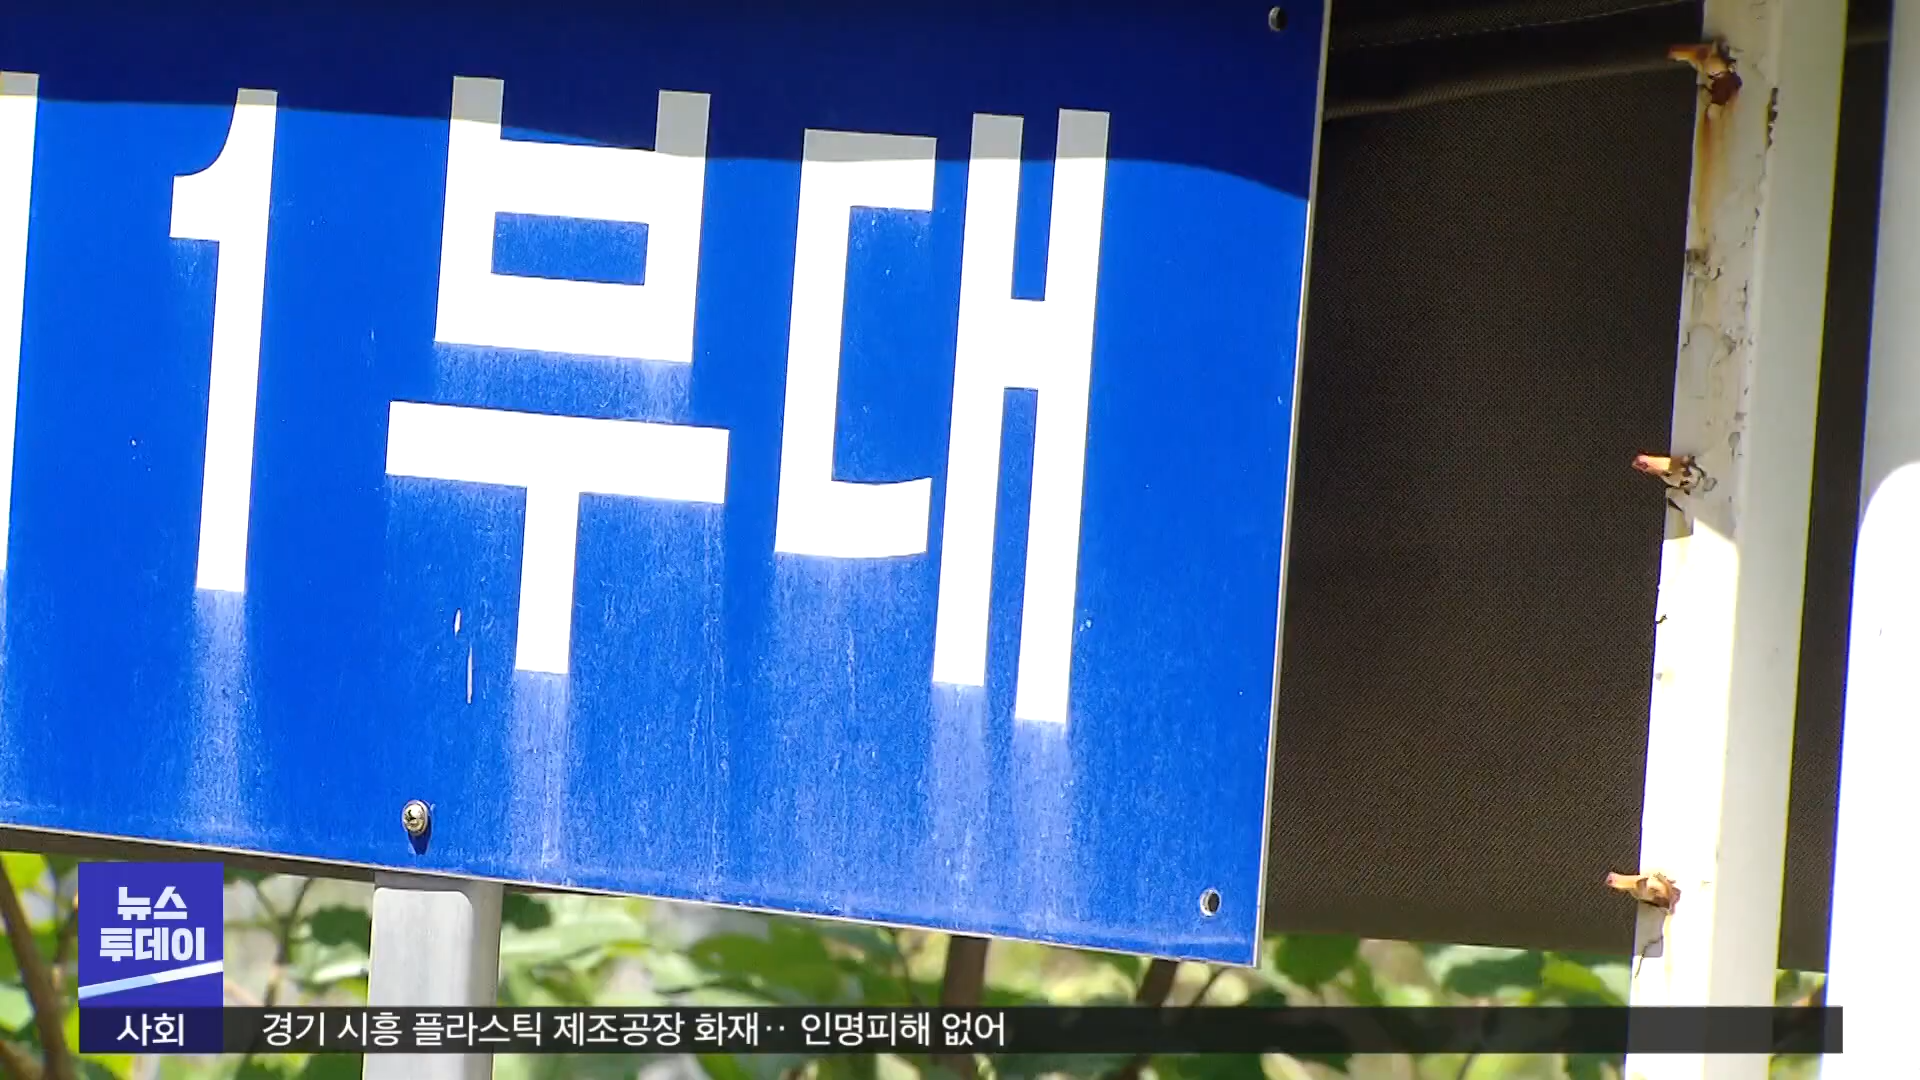 1부대
뉴스
투데이
사회
경기 시흥 플라스틱 제조공장 화재‥ 인명피해 없어